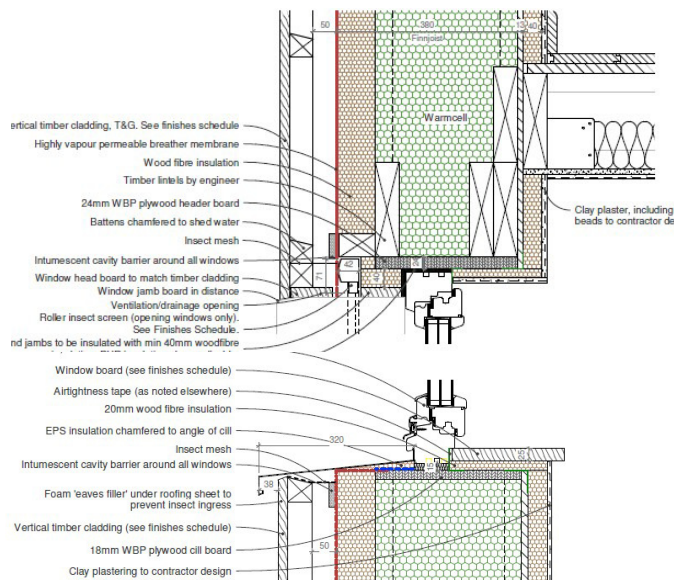 50
380
13
40
Finnjoist
ertical timber cladding, T&G. See finishes schedule
Highly vapour permeable breather membrane
Wood fibre insulation
Timber lintels by engineer
24mm WBP plywood header board
Battens chamfered to shed water
Insect mesh
Intumescent cavity barrier around all windows
Window head board to match timber cladding
Window jamb board in distance
Ventilation/drainage opening
Roller insect screen (opening windows only).
See Finishes Schedule.
nd jambs to be insulated with min 40mm woodfibre
Warmcell
Clay plaster, including
beads to contractor de
42
71
Window board (see finishes schedule)
Airtightness tape (as noted elsewhere)
20mm wood fibre insulation
EPS insulation chamfered to angle of cill
Insect mesh
Intumescent cavity barrier around all windows
Foam 'eaves filler' under roofing sheet to
prevent insect ingress
Vertical timber cladding (see finishes schedule)
18mm WBP plywood cill board
Clay plastering to contractor design
320
38
50
15
25